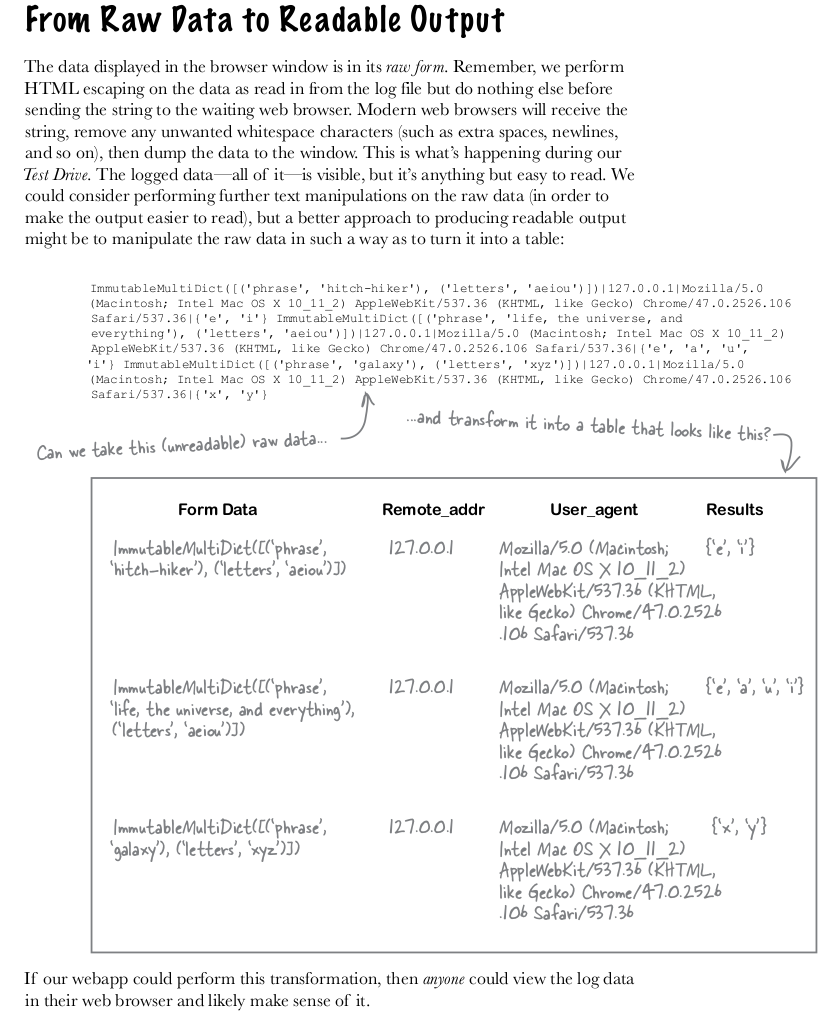 From Raw Data to Readable Output
The data displayed in the browser window is in its raw form. Remember, we perform
HTML escaping on the data as read in from the log file but do nothing else before
sending the string to the waiting web browser. Modern web browsers will receive the
string, remove any unwanted whitespace characters (such as extra spaces, newlines,
and so on), then dump the data to the window. This is what's happening during our
Test Drive. The logged data—all of it—is visible, but it's anything but easy to read. We
could consider performing further text manipulations on the raw data (in order to
make the output easier to read), but a better approach to producing readable output
might be to manipulate the raw data in such a way as to turn it into a table:
ImmutableMultiDict([('phrase', 'hitch-hiker'), ('letters', 'aeiou')])|127.0.0.1|Mozilla/5.0
(Macintosh; Intel Mac OS X 10_11_2) AppleWebKit/537.36 (KHTML, like Gecko) Chrome/47.0.2526.106
Safari/537.36|{'e', 'i'} ImmutableMultiDict([('phrase', 'life, the universe, and
everything'), ('letters', 'aeiou')])|127.0.0.1|Mozilla/5.0 (Macintosh; Intel Mac OS X 10_11_2)
AppleWebKit/537.36 (KHTML, like Gecko) Chrome/47.0.2526.106 Safari/537.36|{'e', 'a', 'u',
'i'} ImmutableMultiDict([('phrase', 'galaxy'), ('letters', 'xyz')])|127.0.0.1|Mozilla/5.0
(Macintosh; Intel Mac OS X 10_11_2) AppleWebKit/537.36 (KHTML, like Gecko) Chrome/47.0.2526.106
Safari/537.36|{'x', 'y'}
Can we take this (unreadable) raw data...
...and transform it into a table that looks like this?
Form Data Remote_addr User_agent Results
ImmutableMultiDict([('phrase', 127.0.0.1 Mozilla/5.0 (Macintosh; {'e', 'i'}
'hitch-hiker'), ('letters', 'aeiou')]) Intel Mac OS X 10_11_2)
AppleWebKit/537.36 (KHTML,
like Gecko) Chrome/47.0.2526
.106 Safari/537.36
ImmutableMultiDict([('phrase', 127.0.0.1 Mozilla/5.0 (Macintosh; {'e', 'a', 'u', 'i'}
'life, the universe, and everything'), Intel Mac OS X 10_11_2)
('letters', 'aeiou')]) AppleWebKit/537.36 (KHTML,
like Gecko) Chrome/47.0.2526
.106 Safari/537.36
ImmutableMultiDict([('phrase', 127.0.0.1 Mozilla/5.0 (Macintosh; {'x', 'y'}
'galaxy'), ('letters', 'xyz')]) Intel Mac OS X 10_11_2)
AppleWebKit/537.36 (KHTML,
like Gecko) Chrome/47.0.2526
.106 Safari/537.36
If our webapp could perform this transformation, then anyone could view the log data
in their web browser and likely make sense of it.